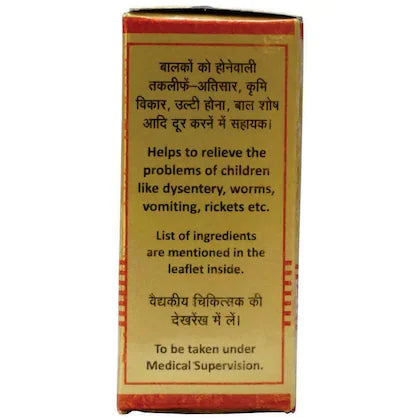 बालकों को होनेवाली
तकलीफें-अतिसार, कृमि
विकार, उल्टी होना, बाल शोष
आदि दूर करनें में सहायक।
Helps to relieve the
problems of children
like dysentery, worms,
vomiting, rickets etc.
List of ingredients
are mentioned in the
leaflet inside.
वैद्यकीय चिकित्सक की
देखरेंख में लें।
To be taken under
Medical Supervision.